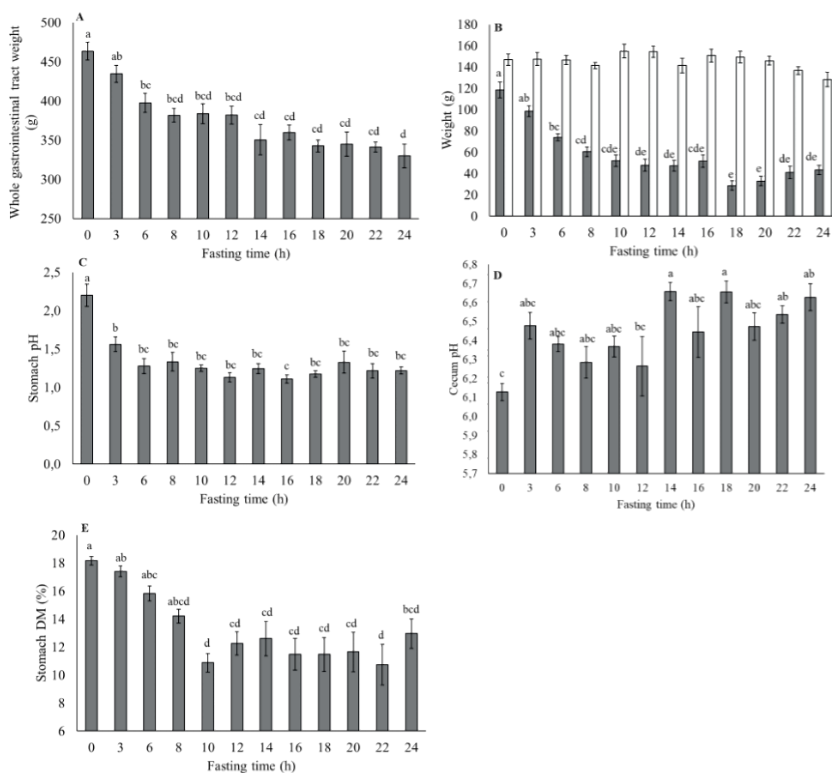 A
500
450
400
350
300
250
Whole gastrointestinal tract weight
(g)
a
ab
bc
bcd
bcd
bcd
cd
cd
cd
cd
cd
d
0 3 6 8 10 12 14 16 18 20 22 24
Fasting time (h)
B
180
160
140
120
100
80
60
40
20
0
Weight (g)
a
ab
bc
cd
cde
de
de
cde
e
e
de
de
0 3 6 8 10 12 14 16 18 20 22 24
Fasting time (h)
C
2,5
2,0
1,5
1,0
0,5
0,0
Stomach pH
a
b
bc
bc
bc
bc
bc
c
bc
bc
bc
bc
0 3 6 8 10 12 14 16 18 20 22 24
Fasting time (h)
D
6,8
6,6
6,5
6,4
6,3
6,2
6,1
6,0
5,9
5,8
5,7
Cecum pH
c
abc
abc
abc
abc
bc
a
abc
a
abc
ab
ab
0 3 6 8 10 12 14 16 18 20 22 24
Fasting time (h)
E
20
18
16
14
12
10
8
6
Stomach DM (%)
a
ab
abc
abcd
d
cd
cd
cd
cd
cd
d
bcd
0 3 6 8 10 12 14 16 18 20 22 24
Fasting time (h)